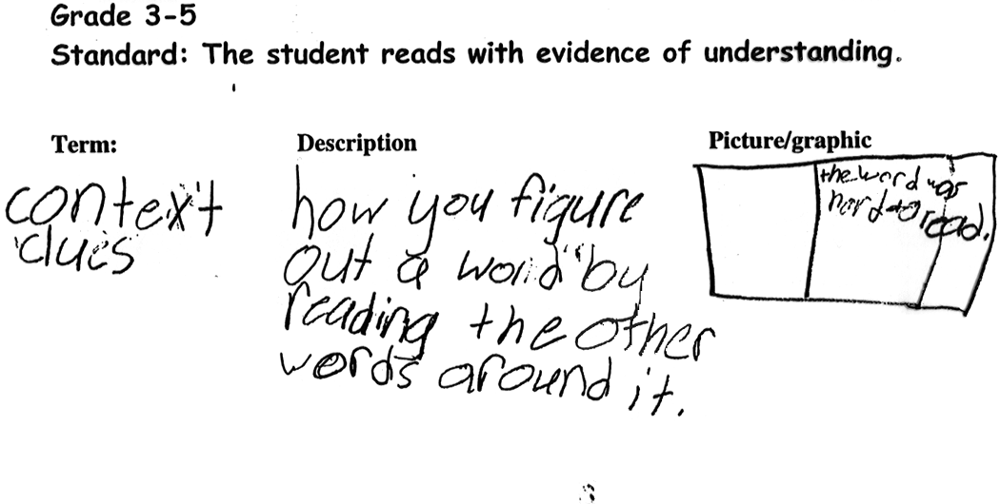 Grade 3-5
Standard: The student reads with evidence of understanding.
Term:
context
clues
Description
how you figure
out a word by
reading the other
words around it.
Picture/graphic
the word was
hard to read.